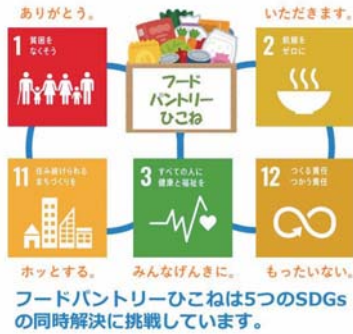 ありがとう。
いただきます。
1 貧困を
なくそう
フード
パントリー
ひこね
2 飢餓を
ゼロに
11 住み続けられる
まちづくりを
3 すべての人に
健康と福祉を
12 つくる責任
つかう責任
ホッとする。
みんなげんきに。
もったいない。
フードパントリーひこねは5つのSDGs
の同時解決に挑戦しています。